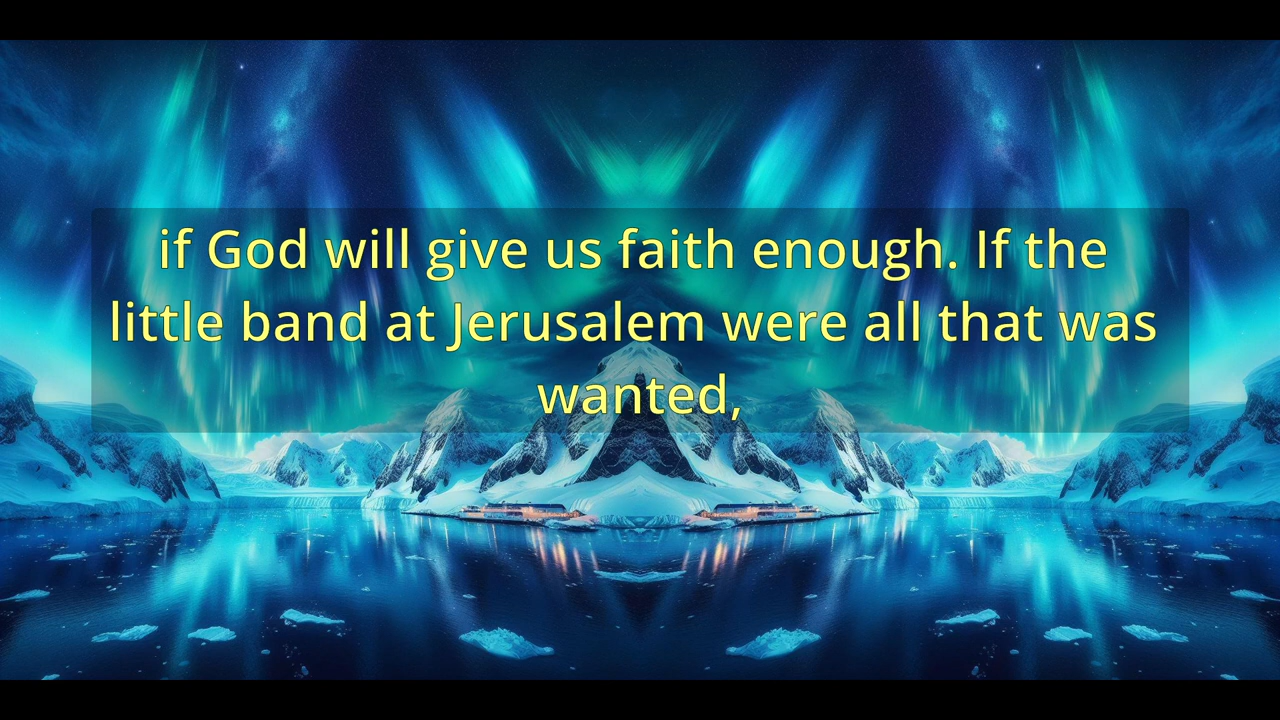 if God will give us faith enough. If the
little band at Jerusalem were all that was
wanted,